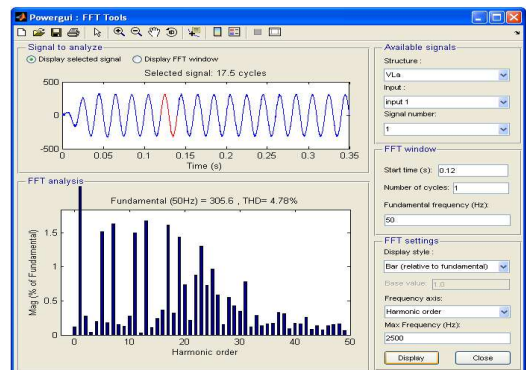 Powergui : FFT Tools
Signal to analyze
Display selected signal
Display FFT window
Selected signal: 17.5 cycles
500
0
-500
0
0.05
0.1
0.15
0.2
0.25
0.3
0.35
Time (s)
FFT analysis
Fundamental (50Hz) = 305.6 , THD= 4.78%
Mag (% of Fundamental)
1.5
1
0.5
0
0
10
20
30
40
50
Harmonic order
Available signals
Structure :
VLa
Input :
input 1
Signal number:
1
FFT window
Start time (s): 0.12
Number of cycles: 1
Fundamental frequency (Hz):
50
FFT settings
Display style :
Bar (relative to fundamental)
Base value: 1.0
Frequency axis:
Harmonic order
Max Frequency (Hz):
2500
Display
Close